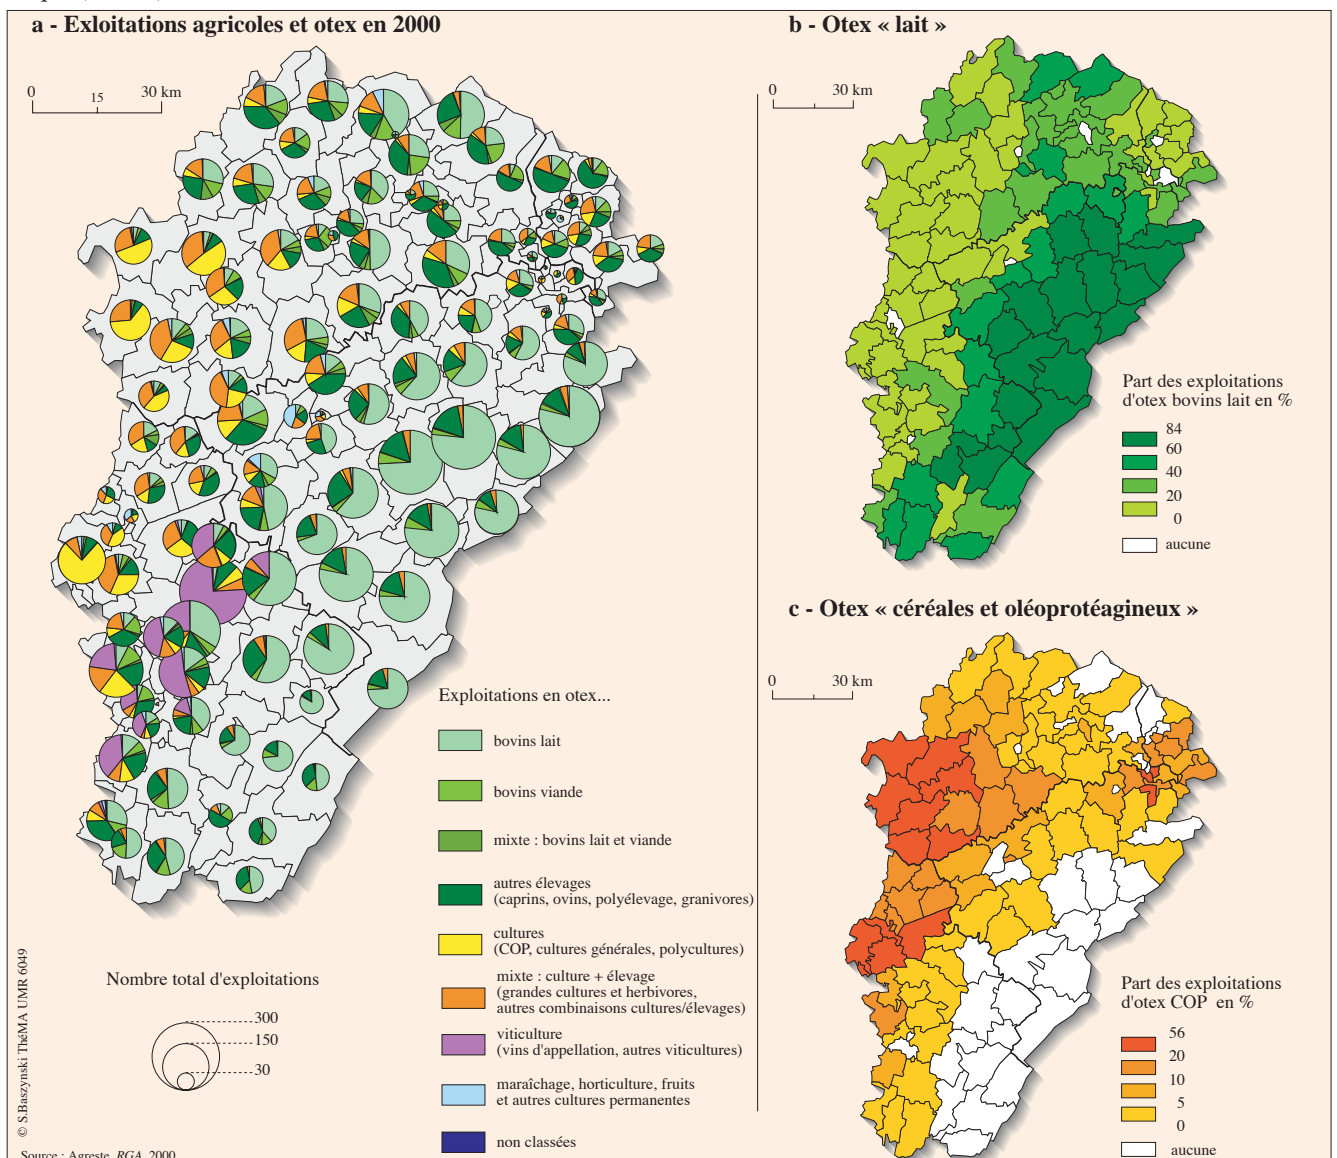 a - Exloitations agricoles et otex en 2000
0 15 30 km
Exploitations en otex...
bovins lait
bovins viande
mixte : bovins lait et viande
autres élevages
(caprins, ovins, polyélevage, granivores)
cultures
(COP, cultures générales, polycultures)
mixte : culture + élevage
(grandes cultures et herbivores,
autres combinaisons cultures/élevages)
viticulture
(vins d'appellation, autres viticultures)
maraîchage, horticulture, fruits
et autres cultures permanentes
non classées
Nombre total d'exploitations
300
150
30
© S.Baszynski ThéMA UMR 6049
Source : Agreste, RGA, 2000
b - Otex « lait »
0 30 km
Part des exploitations
d'otex bovins lait en %
84
60
40
20
0
aucune
c - Otex « céréales et oléoprotéagineux »
0 30 km
Part des exploitations
d'otex COP en %
56
20
10
5
0
aucune